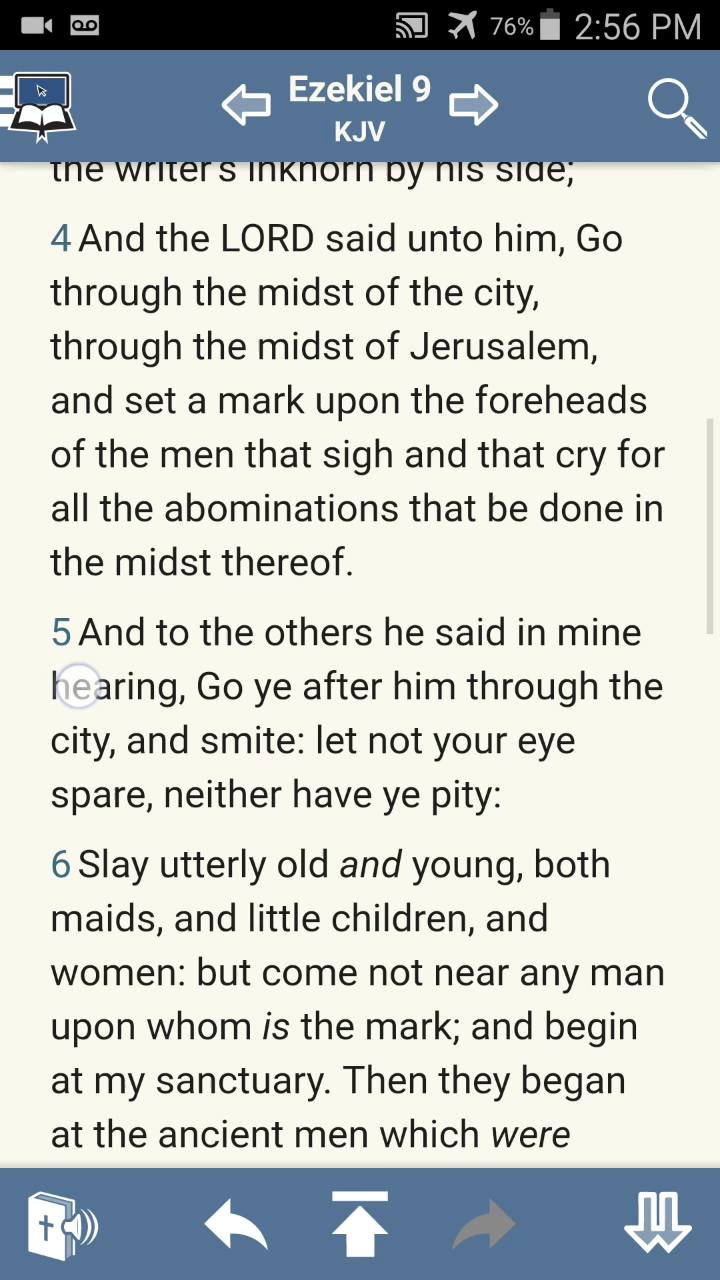 76% 2:56 PM
Ezekiel 9
KJV
the writer's inkhorn by his side;
4 And the LORD said unto him, Go
through the midst of the city,
through the midst of Jerusalem,
and set a mark upon the foreheads
of the men that sigh and that cry for
all the abominations that be done in
the midst thereof.
5 And to the others he said in mine
hearing, Go ye after him through the
city, and smite: let not your eye
spare, neither have ye pity:
6 Slay utterly old and young, both
maids, and little children, and
women: but come not near any man
upon whom is the mark; and begin
at my sanctuary. Then they began
at the ancient men which were